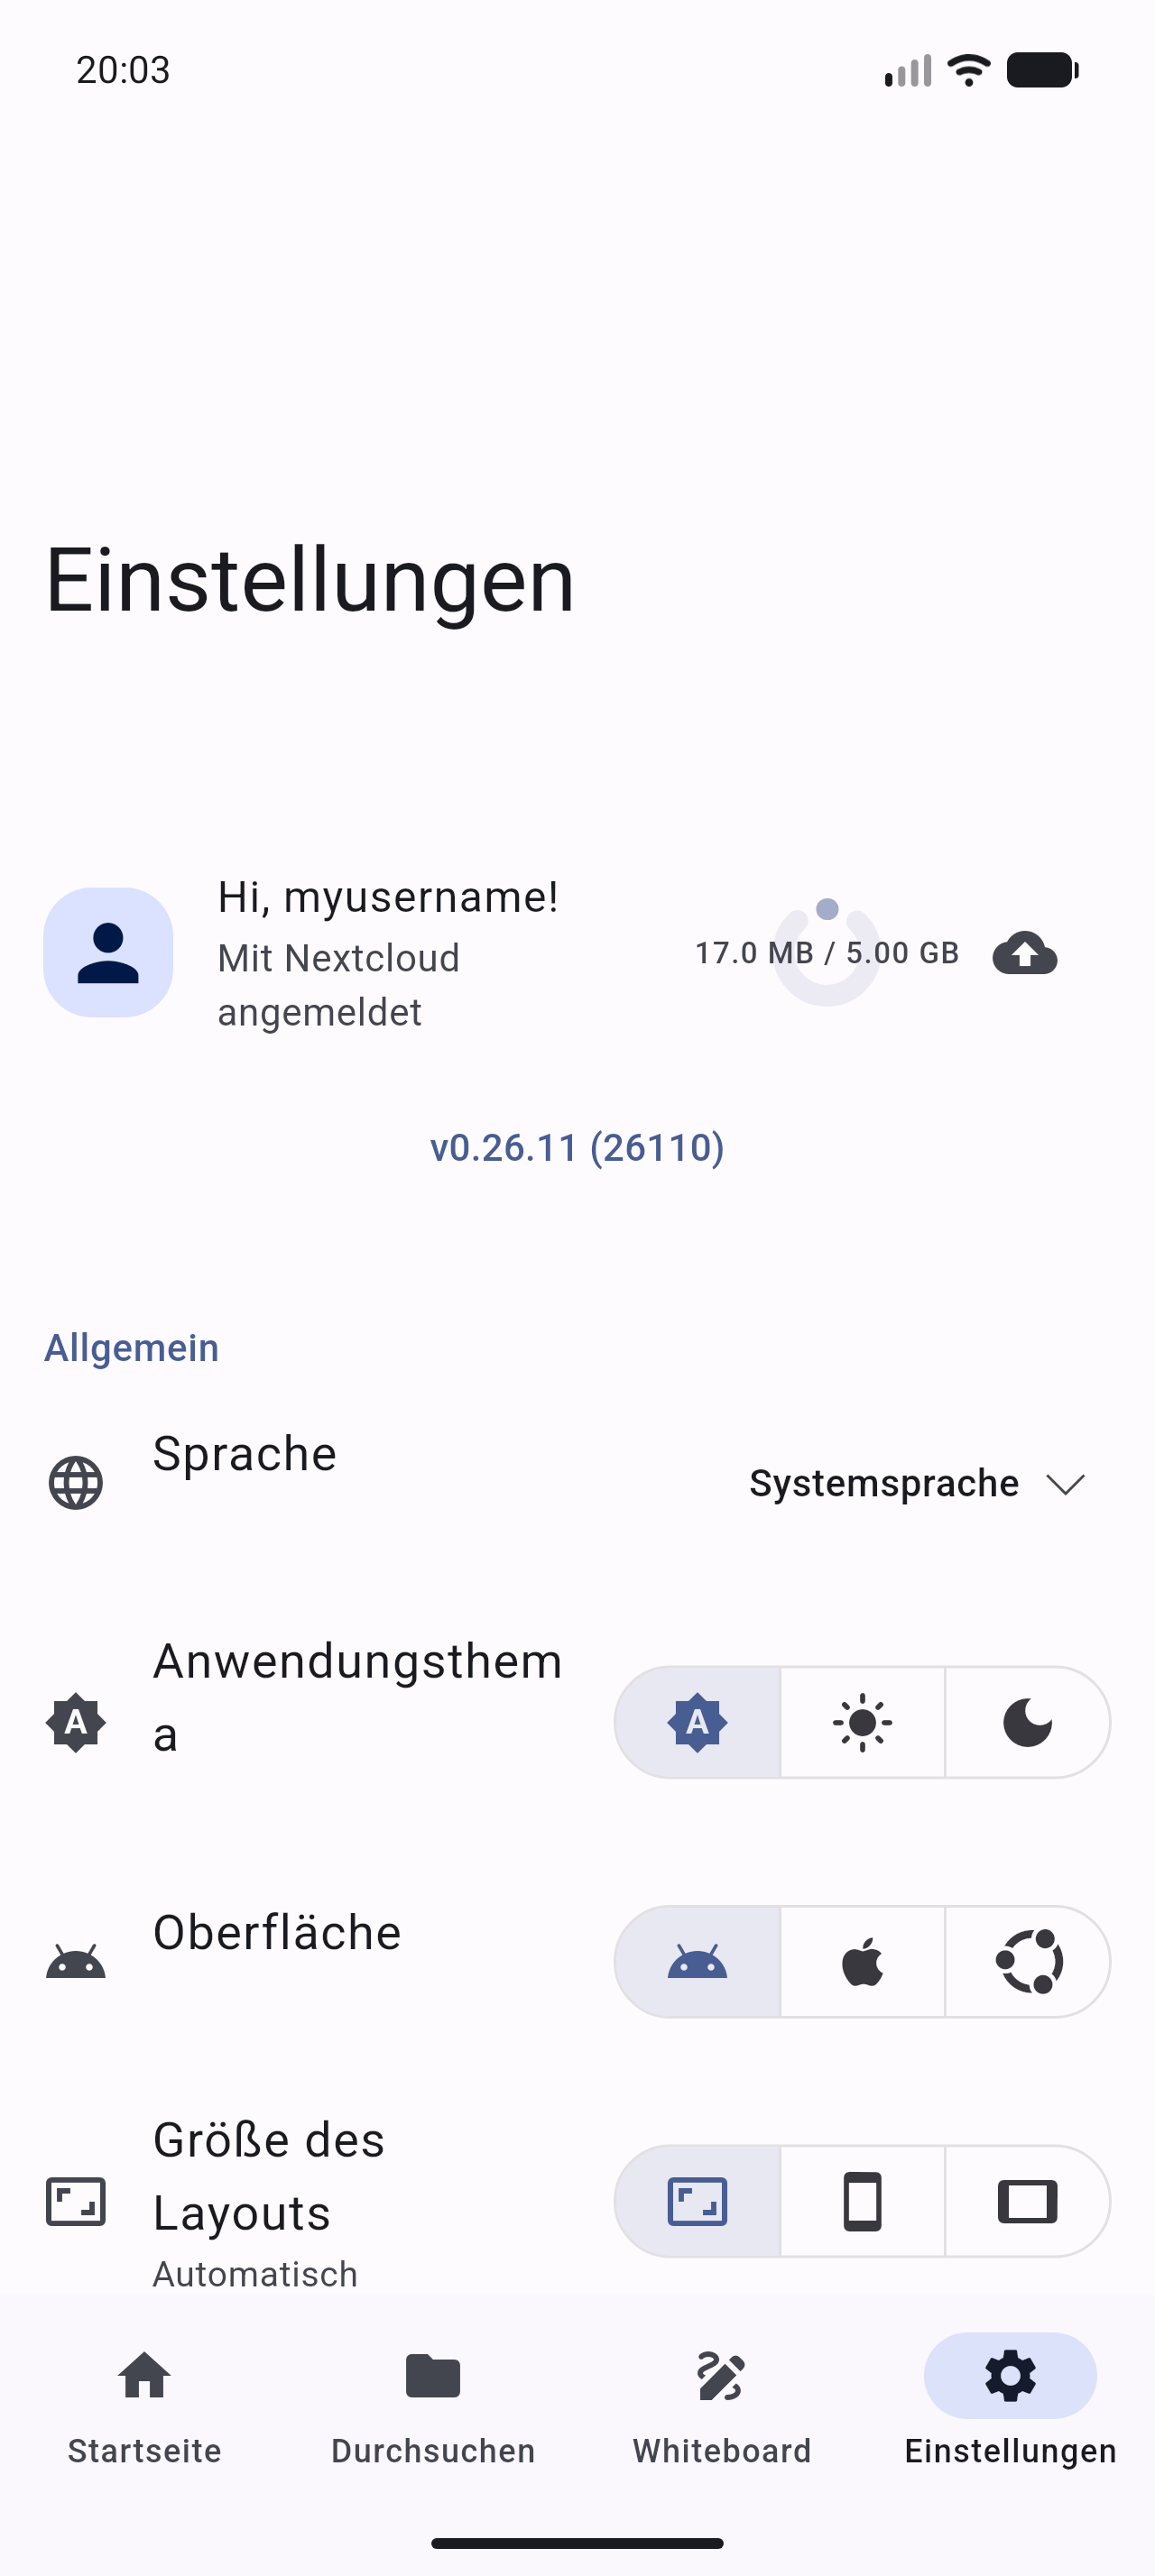 20:03
Einstellungen
Hi, myusername!
Mit Nextcloud
angemeldet
17.0 MB / 5.00 GB
v0.26.11 (26110)
Allgemein
Sprache
Systemsprache
Anwendungsthem
a
A
A
Oberfläche
Größe des
Layouts
Automatisch
Startseite
Durchsuchen
Whiteboard
Einstellungen